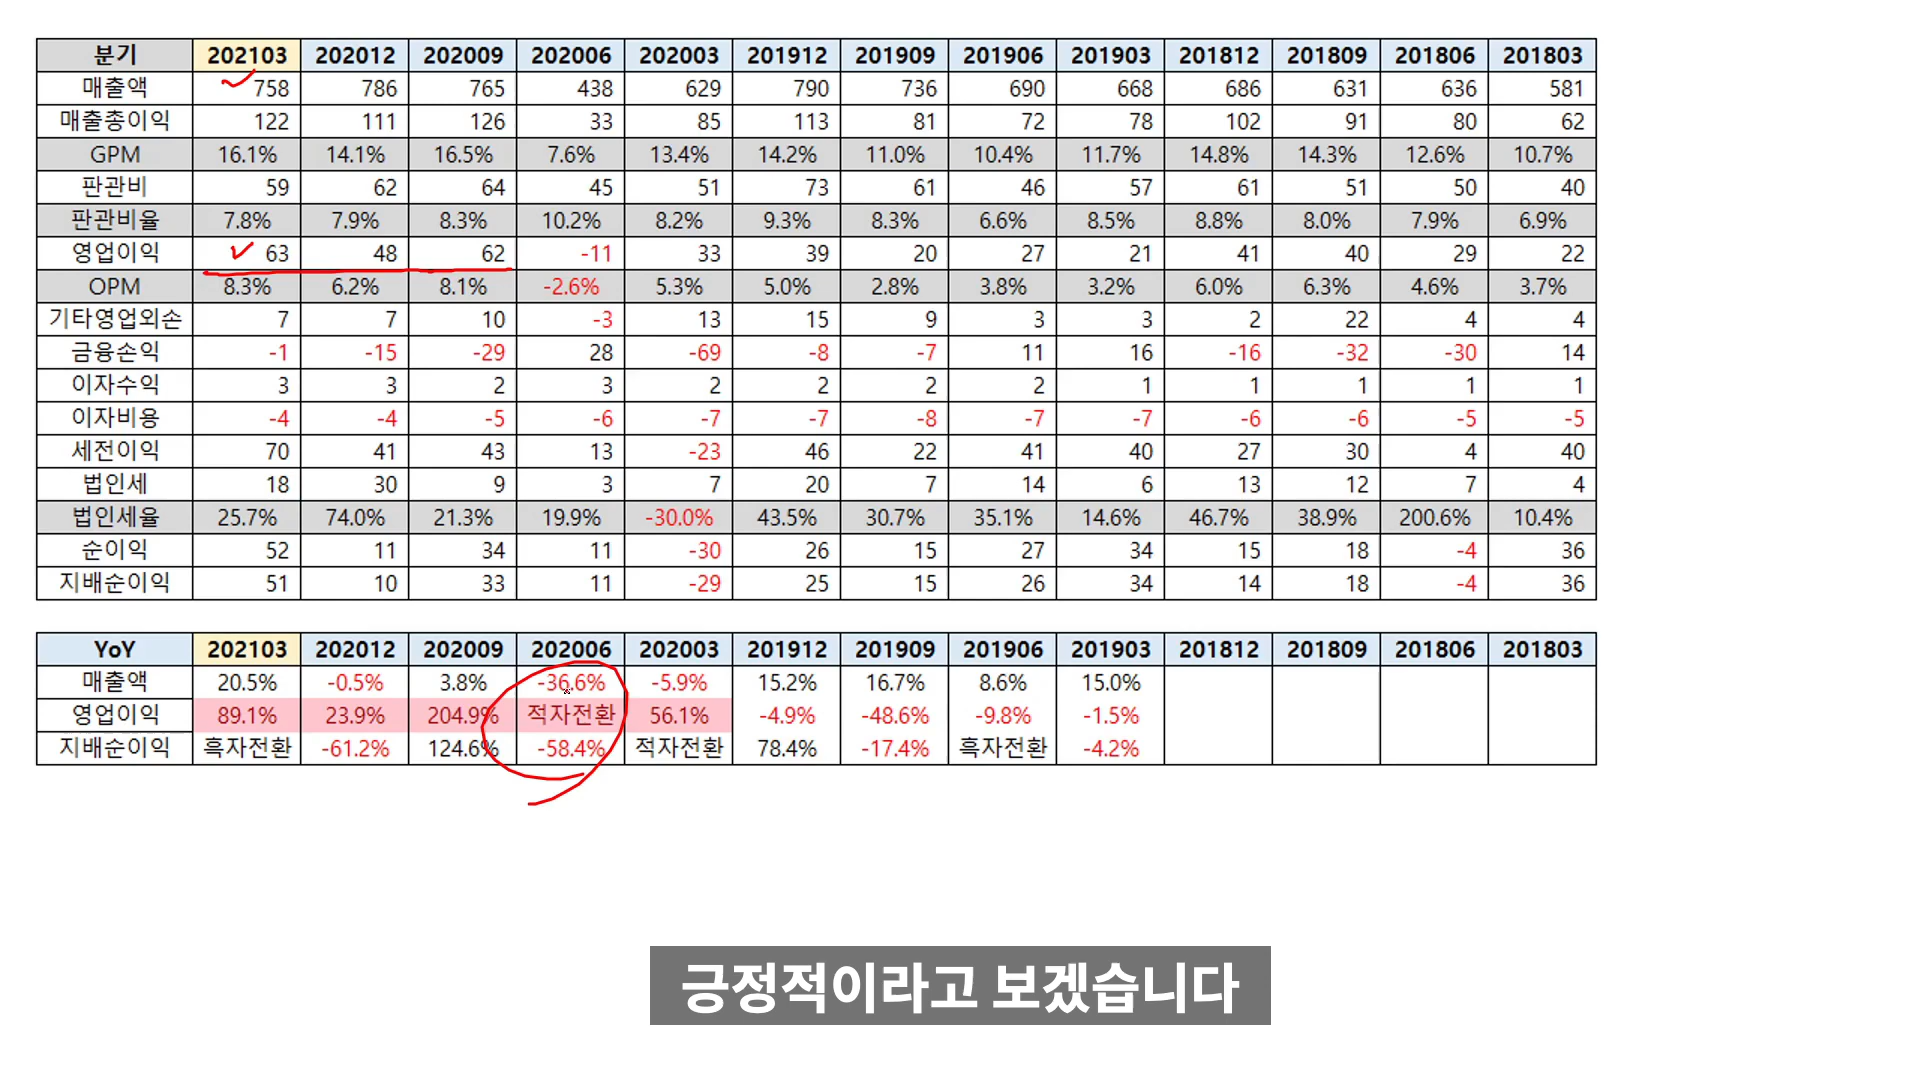 분기 202103 202012 202009 202006 202003 201912 201909 201906 201903 201812 201809 201806 201803
매출액 758 786 765 438 629 790 736 690 668 686 631 636 581
매출총이익 122 111 126 33 85 113 81 72 78 102 91 80 62
GPM 16.1% 14.1% 16.5% 7.6% 13.4% 14.2% 11.0% 10.4% 11.7% 14.8% 14.3% 12.6% 10.7%
판관비 59 62 64 45 51 73 61 46 57 61 51 50 40
판관비율 7.8% 7.9% 8.3% 10.2% 8.2% 9.3% 8.3% 6.6% 8.5% 8.8% 8.0% 7.9% 6.9%
영업이익 63 48 62 -11 33 39 20 27 21 41 40 29 22
OPM 8.3% 6.2% 8.1% -2.6% 5.3% 5.0% 2.8% 3.8% 3.2% 6.0% 6.3% 4.6% 3.7%
기타영업외손 7 7 10 -3 13 15 9 3 3 2 22 4 4
금융손익 -1 -15 -29 28 -69 -8 -7 11 16 -16 -32 -30 14
이자수익 3 3 2 3 2 2 2 2 1 1 1 1 1
이자비용 -4 -4 -5 -6 -7 -7 -8 -7 -7 -6 -6 -5 -5
세전이익 70 41 43 13 -23 46 22 41 40 27 30 4 40
법인세 18 30 9 3 7 20 7 14 6 13 12 7 4
법인세율 25.7% 74.0% 21.3% 19.9% -30.0% 43.5% 30.7% 35.1% 14.6% 46.7% 38.9% 200.6% 10.4%
순이익 52 11 34 11 -30 26 15 27 34 15 18 -4 36
지배순이익 51 10 33 11 -29 25 15 26 34 14 18 -4 36
YoY 202103 202012 202009 202006 202003 201912 201909 201906 201903 201812 201809 201806 201803
매출액 20.5% -0.5% 3.8% -36.6% -5.9% 15.2% 16.7% 8.6% 15.0%
영업이익 89.1% 23.9% 204.9% 적자전환 56.1% -4.9% -48.6% -9.8% -1.5%
지배순이익 흑자전환 -61.2% 124.6% -58.4% 적자전환 78.4% -17.4% 흑자전환 -4.2%
긍정적이라고 보겠습니다